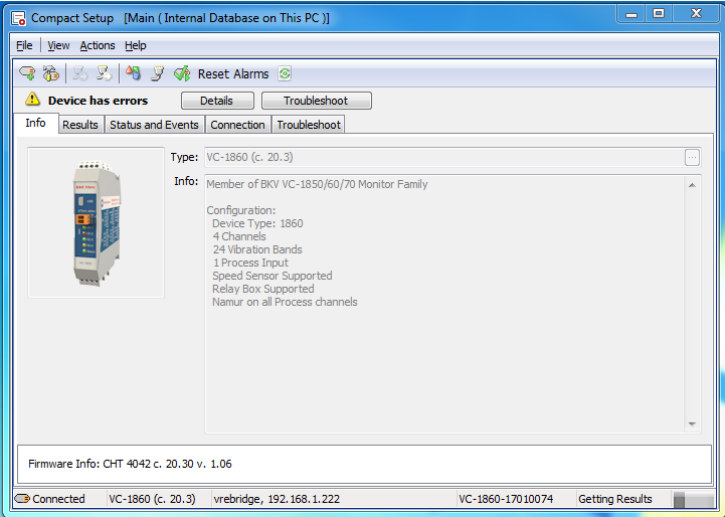 Compact Setup [Main ( Internal Database on This PC )]
File View Actions Help
Reset Alarms
Device has errors Details Troubleshoot
Info Results Status and Events Connection Troubleshoot
Type: VC-1860 (c. 20.3) ...
Info: Member of BKV VC-1850/60/70 Monitor Family
Configuration:
Device Type: 1860
4 Channels
24 Vibration Bands
1 Process Input
Speed Sensor Supported
Relay Box Supported
Namur on all Process channels
Firmware Info: CHT 4042 c. 20.30 v. 1.06
Connected VC-1860 (c. 20.3) vrebridge, 192.168.1.222 VC-1860-17010074 Getting Results